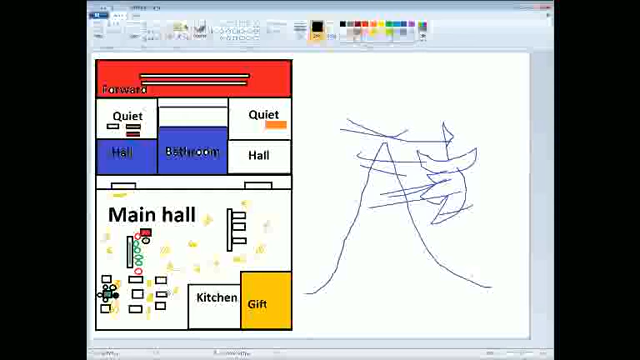 Forward
Quiet Quiet
Hall Bathroom Hall
Main hall
Kitchen Gift